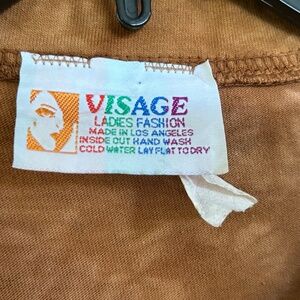 VISAGE
LADIES FASHION
MADE IN LOS ANGELES
INSIDE OUT HAND WASH
COLD WATER LAY FLAT TO DRY